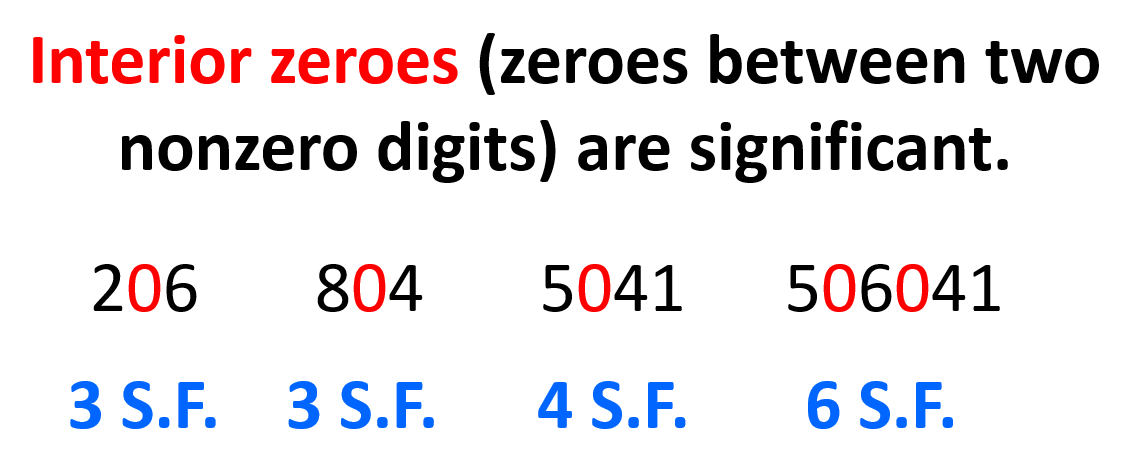 Interior zeroes (zeroes between two
nonzero digits) are significant.
206 804 5041 506041
3 S.F. 3 S.F. 4 S.F. 6 S.F.